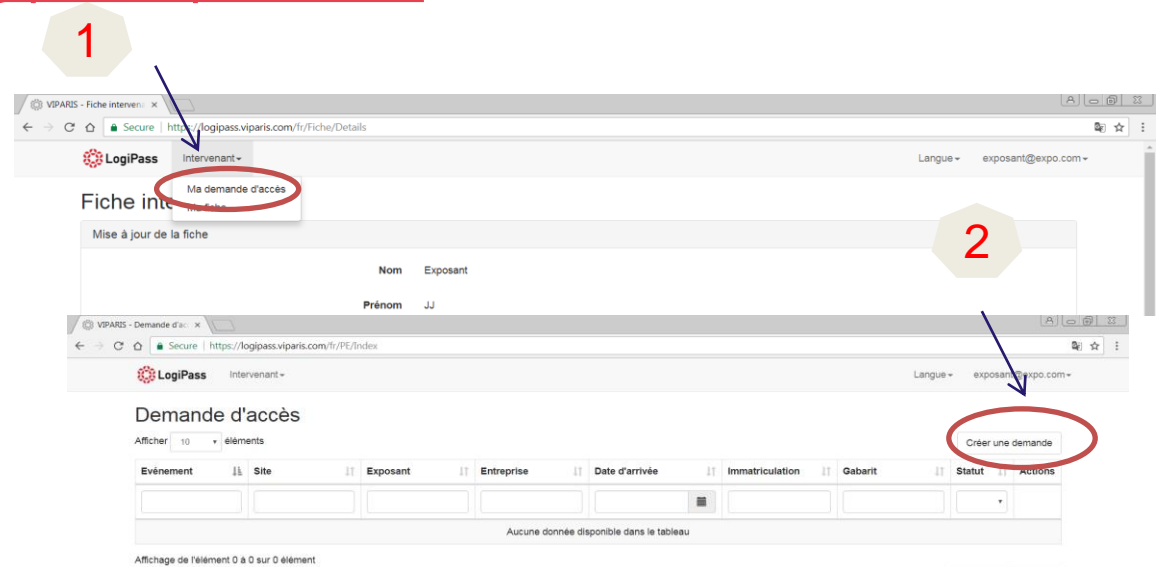 1
VIPARIS - Fiche interven
Secure | https://logipass.viparis.com/fr/Fiche/Details
LogiPass Intervenant Langue exposant@expo.com
Ma demande d'accès
Fiche
Mise à jour de la fiche
2
Nom Exposant
Prénom JJ
VIPARIS - Demande d'ac
Secure | https://logipass.viparis.com/fr/PE/Index
LogiPass Intervenant Langue exposant@expo.com
Demande d'accès
Afficher 10 éléments Créer une demande
Evénement Site Exposant Entreprise Date d'arrivée Immatriculation Gabarit Statut Actions
Aucune donnée disponible dans le tableau
Affichage de l'élément 0 à 0 sur 0 élément